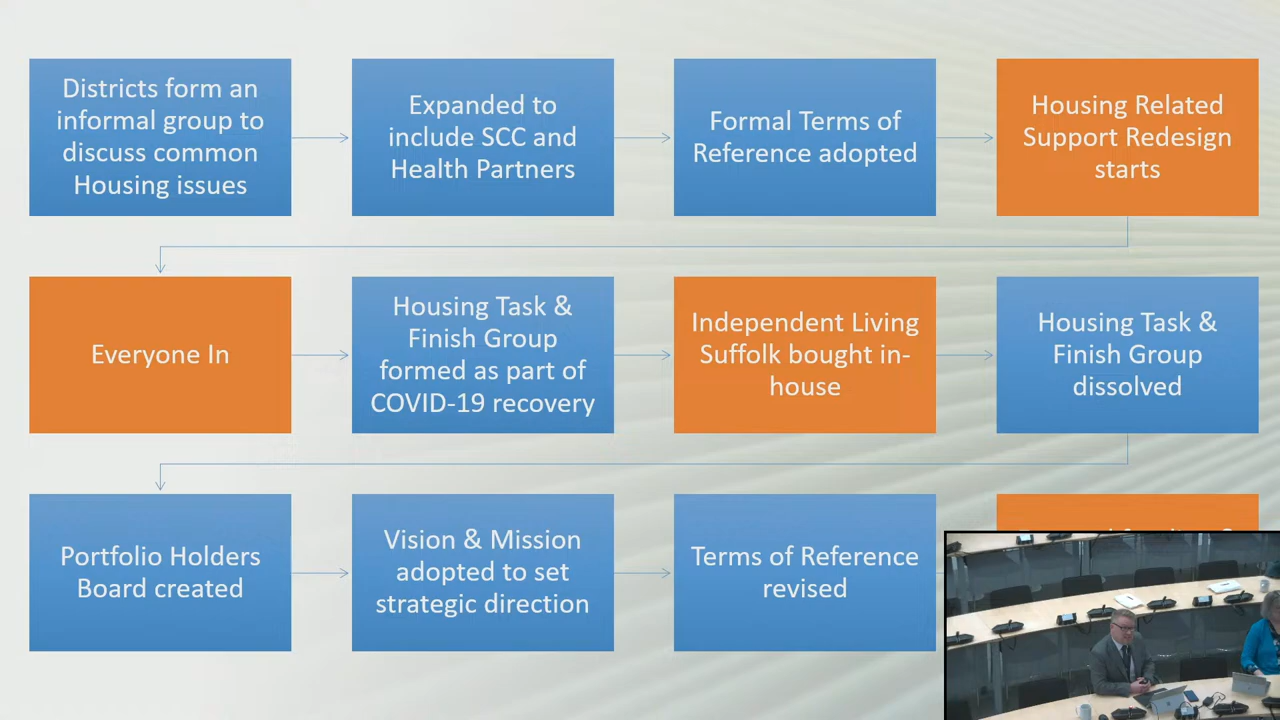 Districts form an
informal group to
discuss common
Housing issues
Expanded to
include SCC and
Health Partners
Formal Terms of
Reference adopted
Housing Related
Support Redesign
starts
Everyone In
Housing Task &
Finish Group
formed as part of
COVID-19 recovery
Independent Living
Suffolk bought in-
house
Housing Task &
Finish Group
dissolved
Portfolio Holders
Board created
Vision & Mission
adopted to set
strategic direction
Terms of Reference
revised